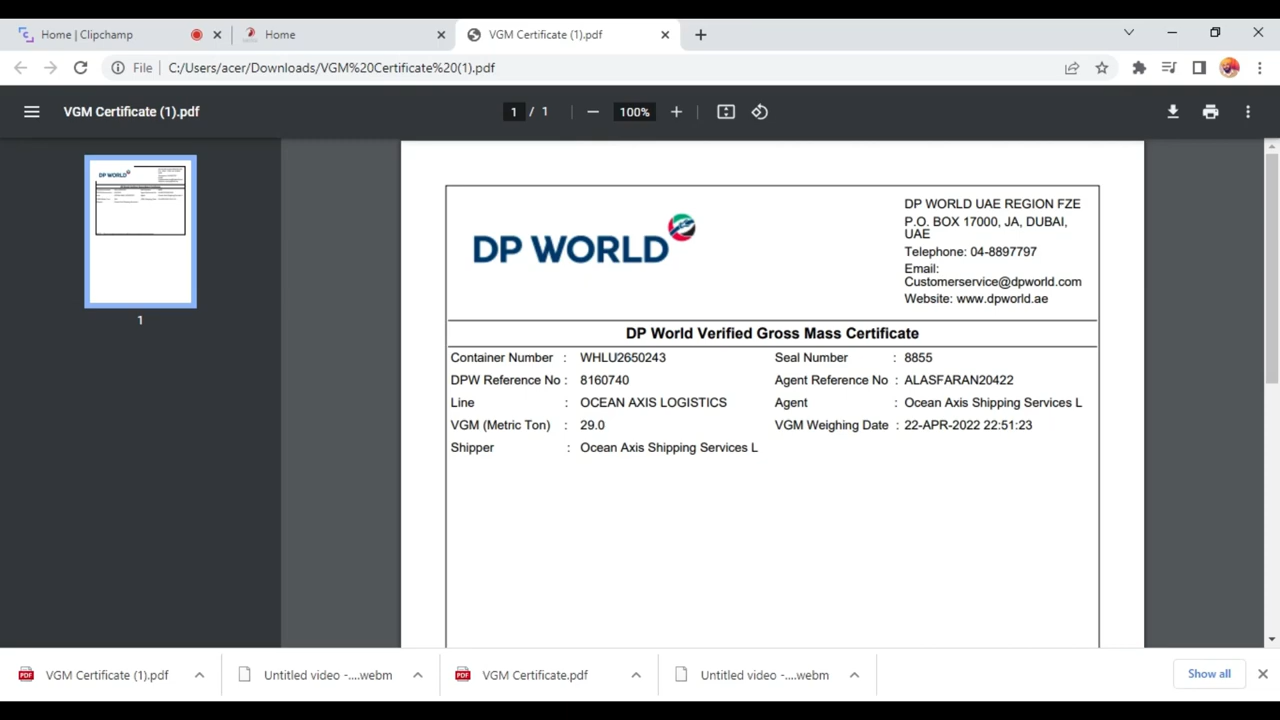 Home | Clipchamp
Home
VGM Certificate (1).pdf
File
C:/Users/acer/Downloads/VGM%20Certificate%20(1).pdf
VGM Certificate (1).pdf
1 / 1
100%
1
DP WORLD
DP WORLD UAE REGION FZE
P.O. BOX 17000, JA, DUBAI,
UAE
Telephone: 04-8897797
Email:
Customerservice@dpworld.com
Website: www.dpworld.ae
DP World Verified Gross Mass Certificate
Container Number : WHLU2650243 Seal Number : 8855
DPW Reference No : 8160740 Agent Reference No : ALASFARAN20422
Line : OCEAN AXIS LOGISTICS Agent : Ocean Axis Shipping Services L
VGM (Metric Ton) : 29.0 VGM Weighing Date : 22-APR-2022 22:51:23
Shipper : Ocean Axis Shipping Services L
VGM Certificate (1).pdf
Untitled video -....webm
VGM Certificate.pdf
Untitled video -....webm
Show all